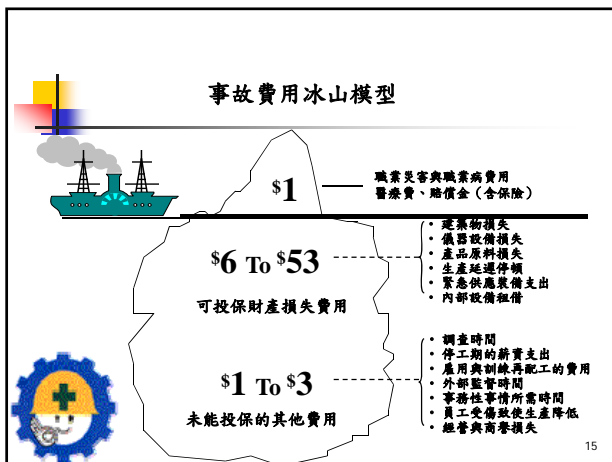 事故費用冰山模型
$1
職業災害與職業病費用
醫療費、賠償金（含保險）
$6 To $53
可投保財產損失費用
• 建築物損失
• 儀器設備損失
• 產品原料損失
• 生產延遲停頓
• 緊急供應裝備支出
• 內部設備租借
$1 To $3
未能投保的其他費用
• 調查時間
• 停工期的薪資支出
• 雇用與訓練再配工的費用
• 外部監督時間
• 事務性事情所需時間
• 員工受傷致使生產降低
• 經營與商譽損失
15